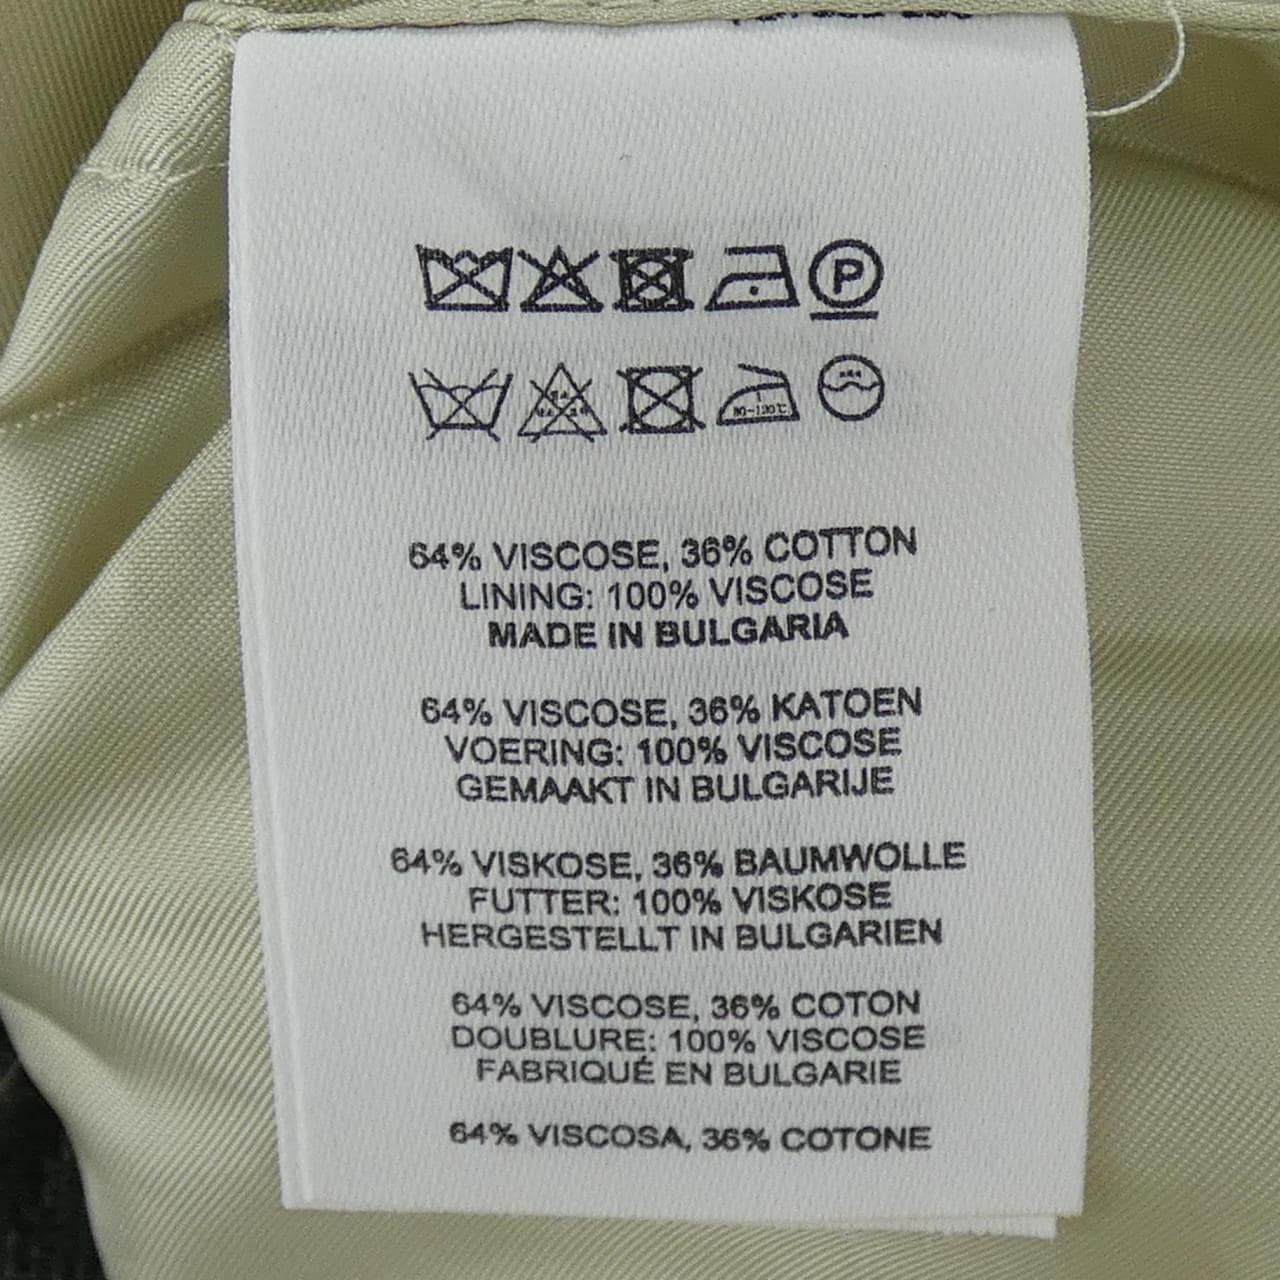 P
80~120℃
64% VISCOSE, 36% COTTON
LINING: 100% VISCOSE
MADE IN BULGARIA
64% VISCOSE, 36% KATOEN
VOERING: 100% VISCOSE
GEMAAKT IN BULGARIJE
64% VISKOSE, 36% BAUMWOLLE
FUTTER: 100% VISKOSE
HERGESTELLT IN BULGARIEN
64% VISCOSE, 36% COTON
DOUBLURE: 100% VISCOSE
FABRIQUÉ EN BULGARIE
64% VISCOSA, 36% COTONE